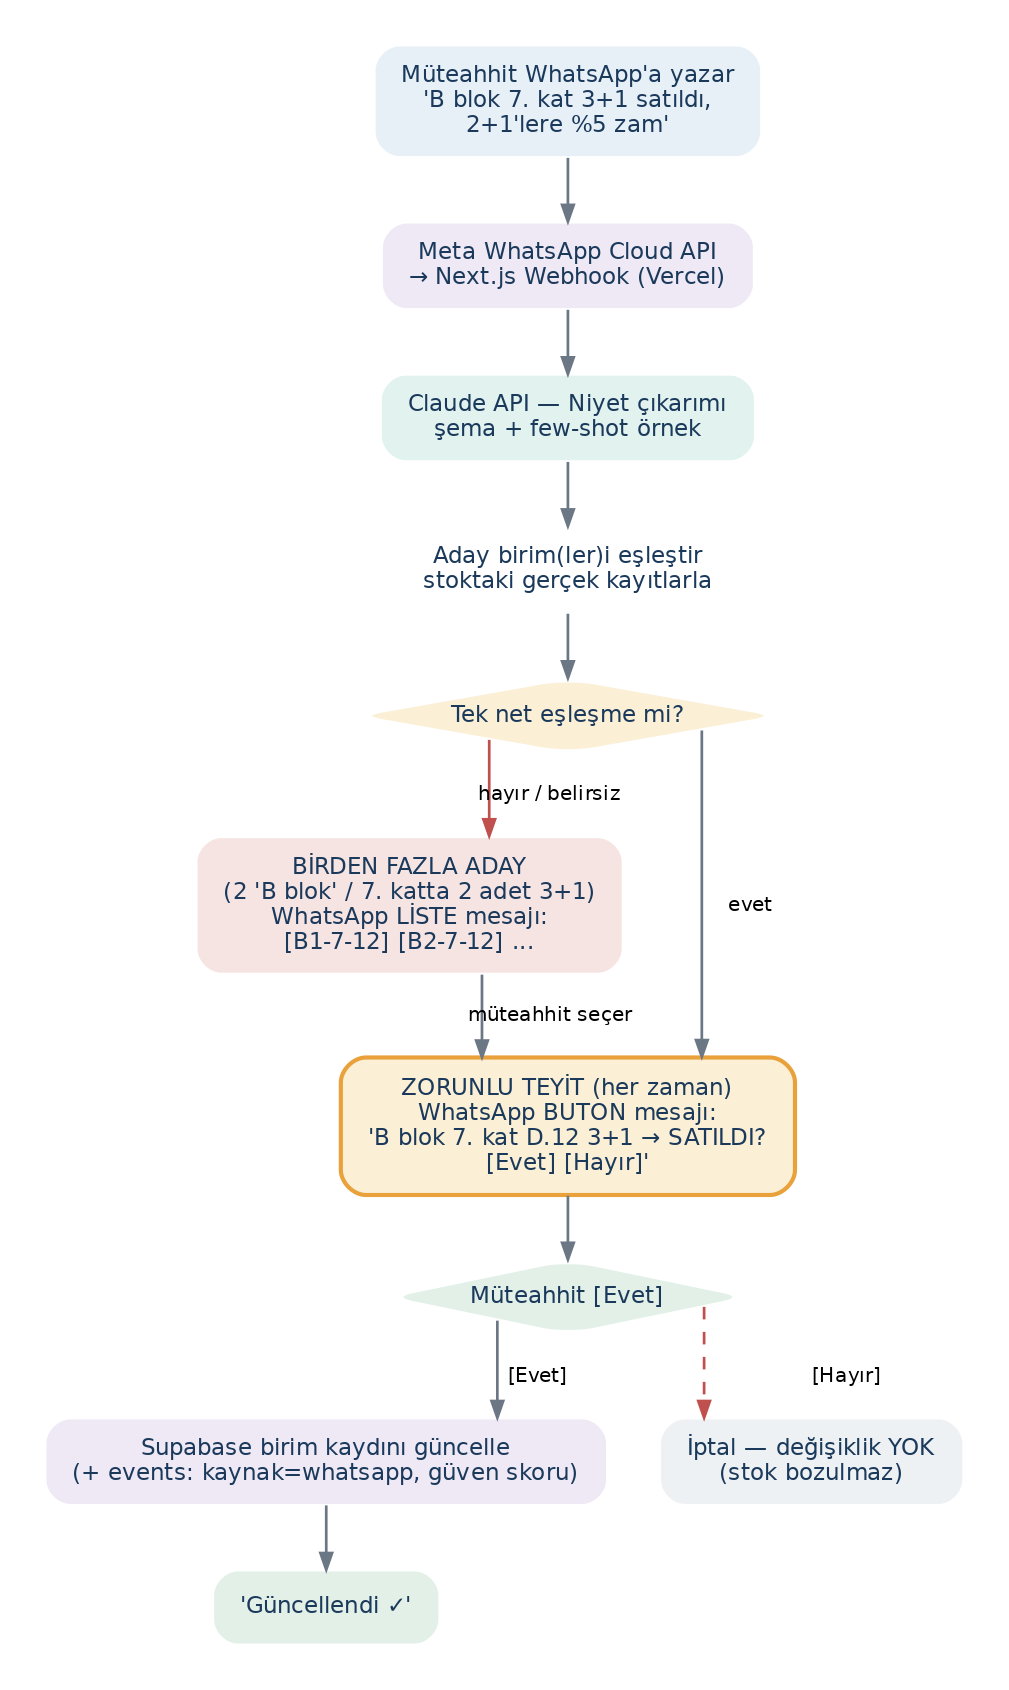 Müteahhit WhatsApp'a yazar
'B blok 7. kat 3+1 satıldı,
2+1'lere %5 zam'
Meta WhatsApp Cloud API
→ Next.js Webhook (Vercel)
Claude API — Niyet çıkarımı
şema + few-shot örnek
Aday birim(ler)i eşleştir
stoktaki gerçek kayıtlarla
Tek net eşleşme mi?
hayır / belirsiz
BİRDEN FAZLA ADAY
(2 'B blok' / 7. katta 2 adet 3+1)
WhatsApp LİSTE mesajı:
[B1-7-12] [B2-7-12] ...
evet
müteahhit seçer
ZORUNLU TEYİT (her zaman)
WhatsApp BUTON mesajı:
'B blok 7. kat D.12 3+1 → SATILDI?
[Evet] [Hayır]'
Müteahhit [Evet]
[Evet]
[Hayır]
Supabase birim kaydını güncelle
(+ events: kaynak=whatsapp, güven skoru)
İptal — değişiklik YOK
(stok bozulmaz)
'Güncellendi ✓'